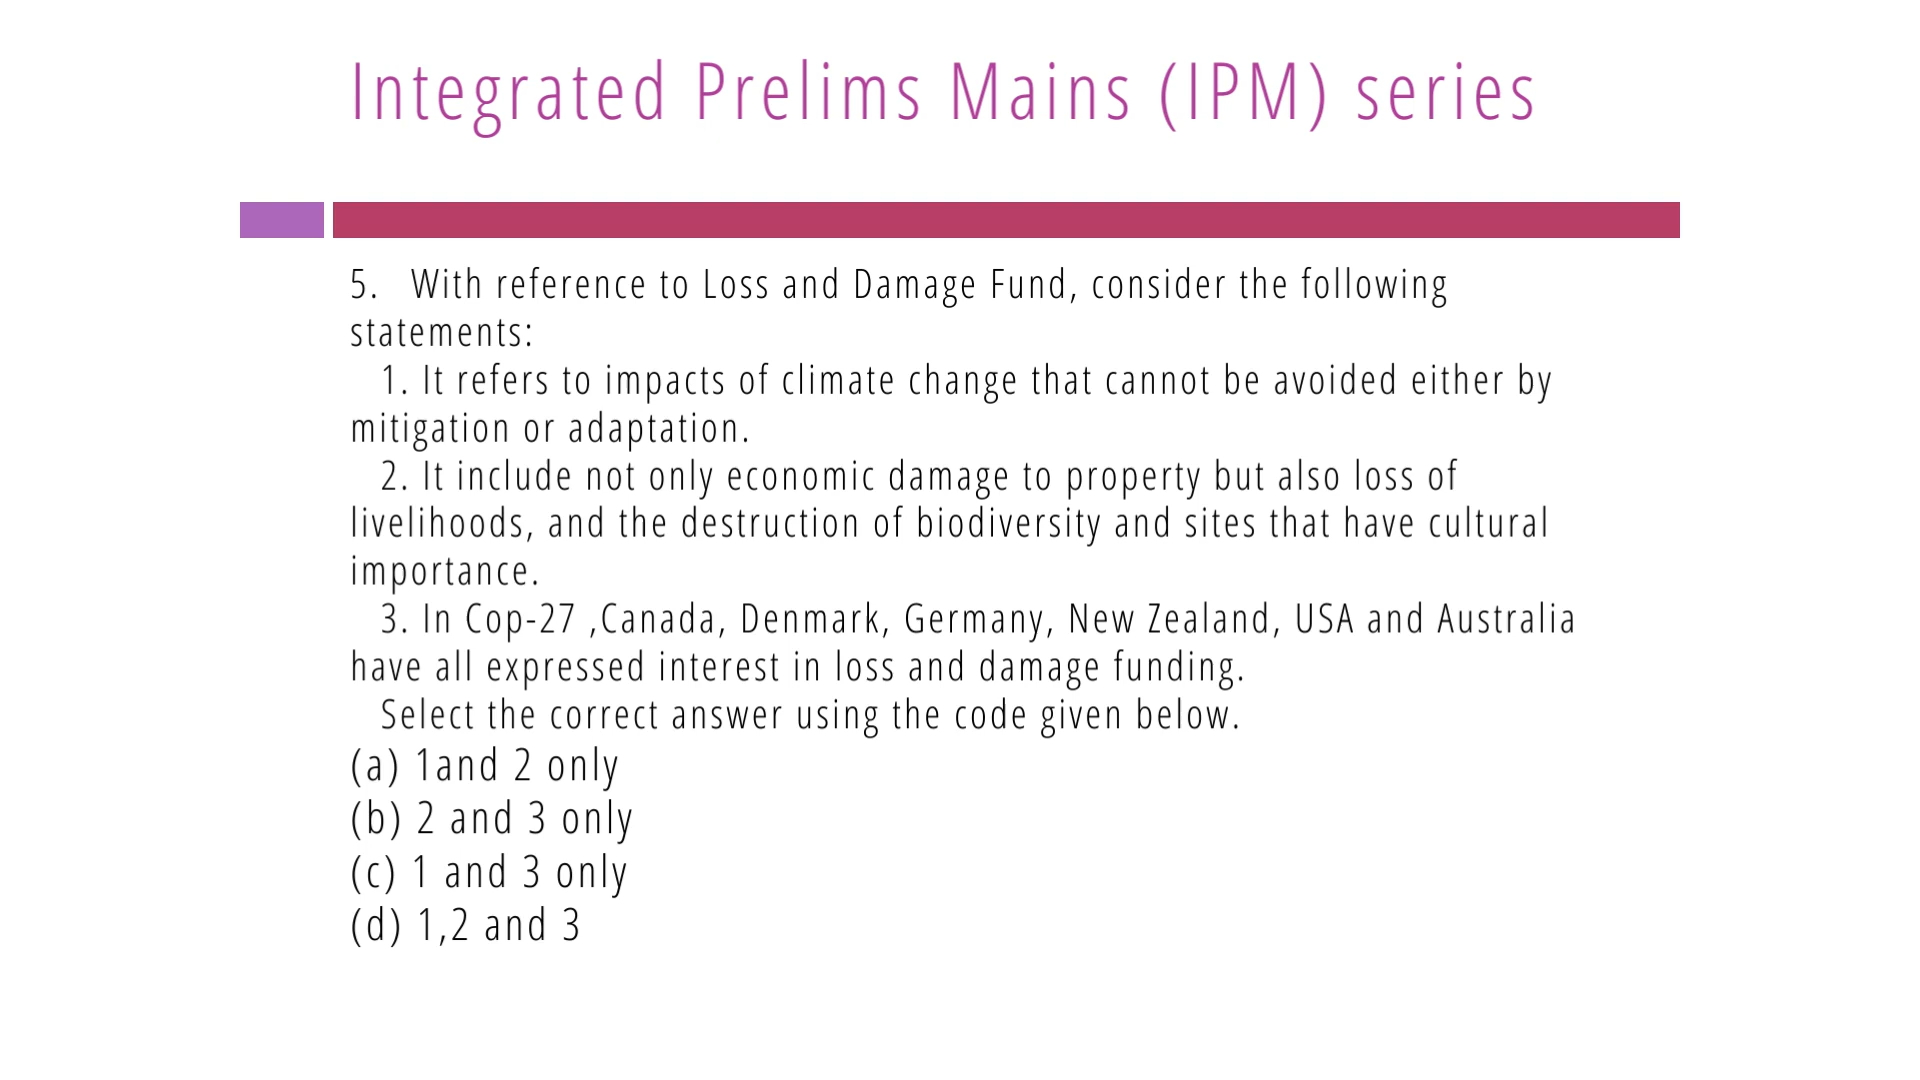 Integrated Prelims Mains (IPM) series
5. With reference to Loss and Damage Fund, consider the following
statements:
1. It refers to impacts of climate change that cannot be avoided either by
mitigation or adaptation.
2. It include not only economic damage to property but also loss of
livelihoods, and the destruction of biodiversity and sites that have cultural
importance.
3. In Cop-27 ,Canada, Denmark, Germany, New Zealand, USA and Australia
have all expressed interest in loss and damage funding.
Select the correct answer using the code given below.
(a) 1and 2 only
(b) 2 and 3 only
(c) 1 and 3 only
(d) 1,2 and 3